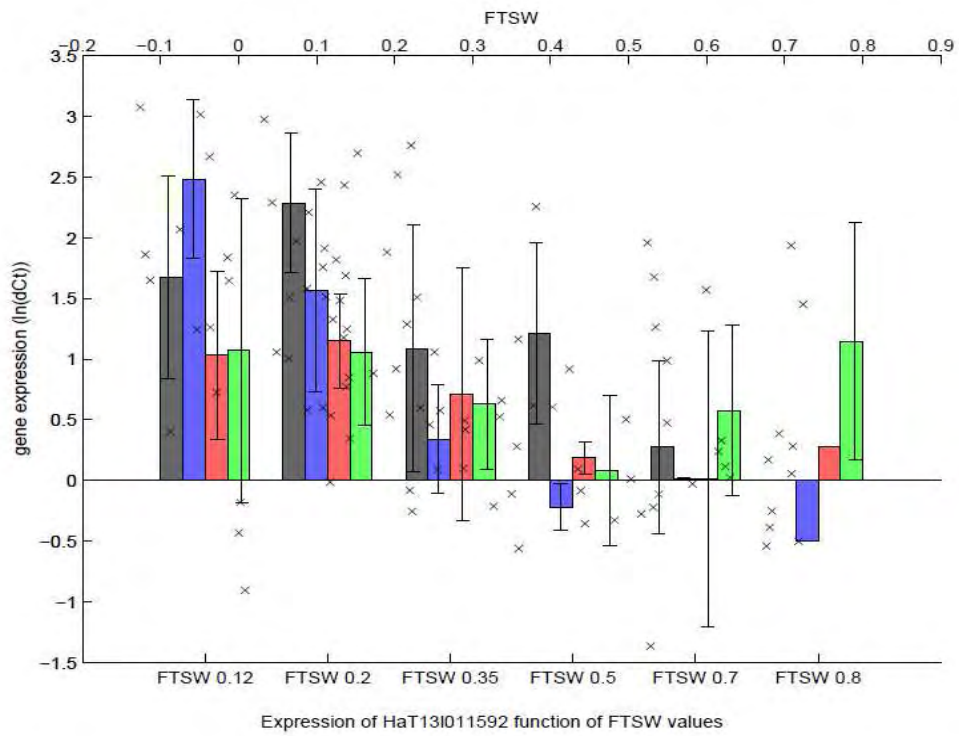 FTSW
−0.2 −0.1 0 0.1 0.2 0.3 0.4 0.5 0.6 0.7 0.8 0.9
3.5
3
2.5
2
1.5
1
0.5
0
−0.5
−1
−1.5
gene expression (ln(dCt))
FTSW 0.12 FTSW 0.2 FTSW 0.35 FTSW 0.5 FTSW 0.7 FTSW 0.8
Expression of HaT13l011592 function of FTSW values